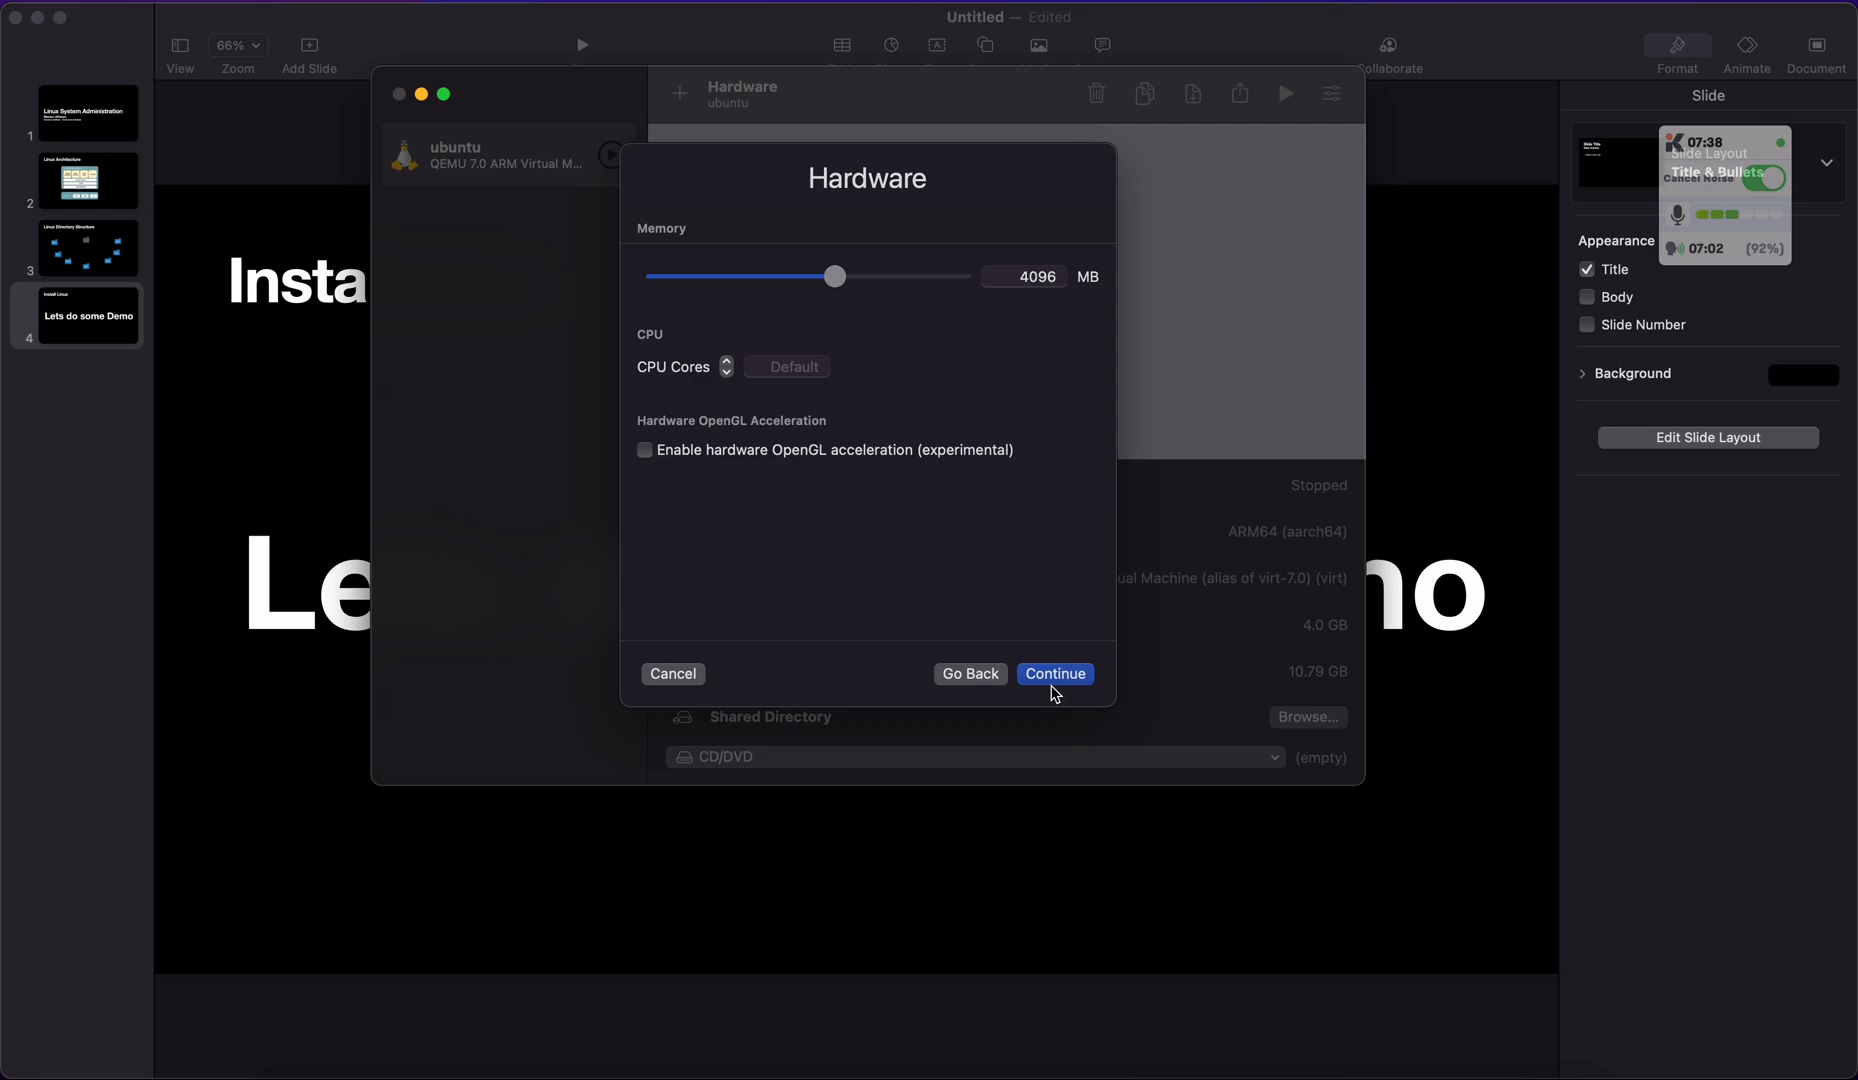 Untitled — Edited
66%
View
Zoom
Add Slide
Collaborate
Format
Animate
Document
1
Linux System Administration
2
Linux Architecture
3
Linux Directory Structure
4
Install Linux
Lets do some Demo
Insta
Le
no
ubuntu
QEMU 7.0 ARM Virtual M...
Hardware
ubuntu
Hardware
Memory
4096 MB
CPU
CPU Cores
Default
Hardware OpenGL Acceleration
Enable hardware OpenGL acceleration (experimental)
Cancel
Go Back
Continue
Stopped
ARM64 (aarch64)
ual Machine (alias of virt-7.0) (virt)
4.0 GB
10.79 GB
Shared Directory
Browse...
CD/DVD
(empty)
Slide
07:38
Slide Layout
Title & Bullets
Cancel Noise
07:02 (92%)
Appearance
Title
Body
Slide Number
Background
Edit Slide Layout